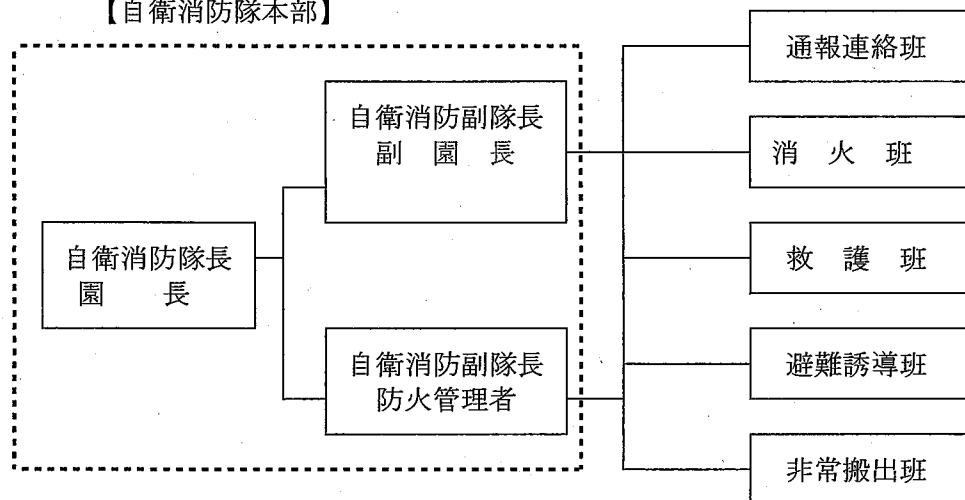 【自衛消防隊本部】
自衛消防隊長
園　　長
自衛消防副隊長
副　園　長
自衛消防副隊長
防火管理者
通報連絡班
消　火　班
救　護　班
避難誘導班
非常搬出班